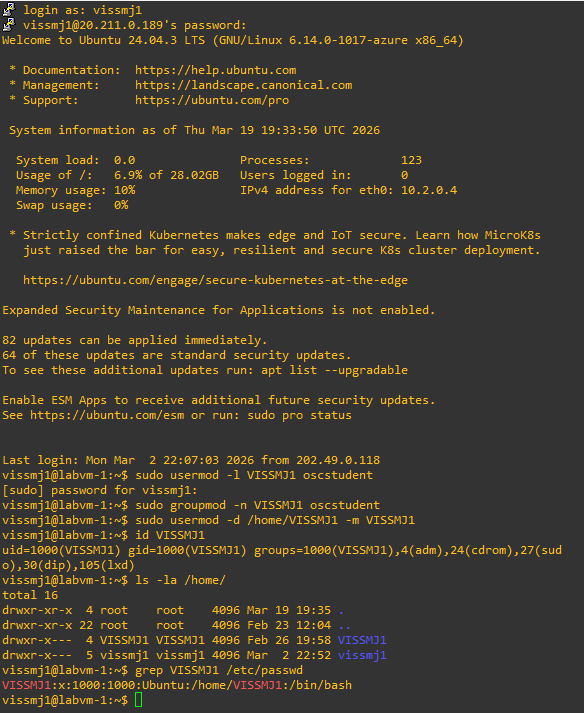 login as: vissmj1
vissmj1@20.211.0.189's password:
Welcome to Ubuntu 24.04.3 LTS (GNU/Linux 6.14.0-1017-azure x86_64)

 * Documentation:  https://help.ubuntu.com
 * Management:     https://landscape.canonical.com
 * Support:        https://ubuntu.com/pro

 System information as of Thu Mar 19 19:33:50 UTC 2026

  System load:  0.0                Processes:             123
  Usage of /:   6.9% of 28.02GB   Users logged in:       0
  Memory usage: 10%                IPv4 address for eth0: 10.2.0.4
  Swap usage:   0%

 * Strictly confined Kubernetes makes edge and IoT secure. Learn how MicroK8s
   just raised the bar for easy, resilient and secure K8s cluster deployment.

   https://ubuntu.com/engage/secure-kubernetes-at-the-edge

Expanded Security Maintenance for Applications is not enabled.

82 updates can be applied immediately.
64 of these updates are standard security updates.
To see these additional updates run: apt list --upgradable

Enable ESM Apps to receive additional future security updates.
See https://ubuntu.com/esm or run: sudo pro status


Last login: Mon Mar  2 22:07:03 2026 from 202.49.0.118
vissmj1@labvm-1:~$ sudo usermod -l VISSMJ1 oscstudent
[sudo] password for vissmj1:
vissmj1@labvm-1:~$ sudo groupmod -n VISSMJ1 oscstudent
vissmj1@labvm-1:~$ sudo usermod -d /home/VISSMJ1 -m VISSMJ1
vissmj1@labvm-1:~$ id VISSMJ1
uid=1000(VISSMJ1) gid=1000(VISSMJ1) groups=1000(VISSMJ1),4(adm),24(cdrom),27(sud
o),30(dip),105(lxd)
vissmj1@labvm-1:~$ ls -la /home/
total 16
drwxr-xr-x  4 root    root    4096 Mar 19 19:35 .
drwxr-xr-x 22 root    root    4096 Feb 23 12:04 ..
drwxr-x---  4 VISSMJ1 VISSMJ1 4096 Feb 26 19:58 VISSMJ1
drwxr-x---  5 vissmj1 vissmj1 4096 Mar  2 22:52 vissmj1
vissmj1@labvm-1:~$ grep VISSMJ1 /etc/passwd
VISSMJ1:x:1000:1000:Ubuntu:/home/VISSMJ1:/bin/bash
vissmj1@labvm-1:~$